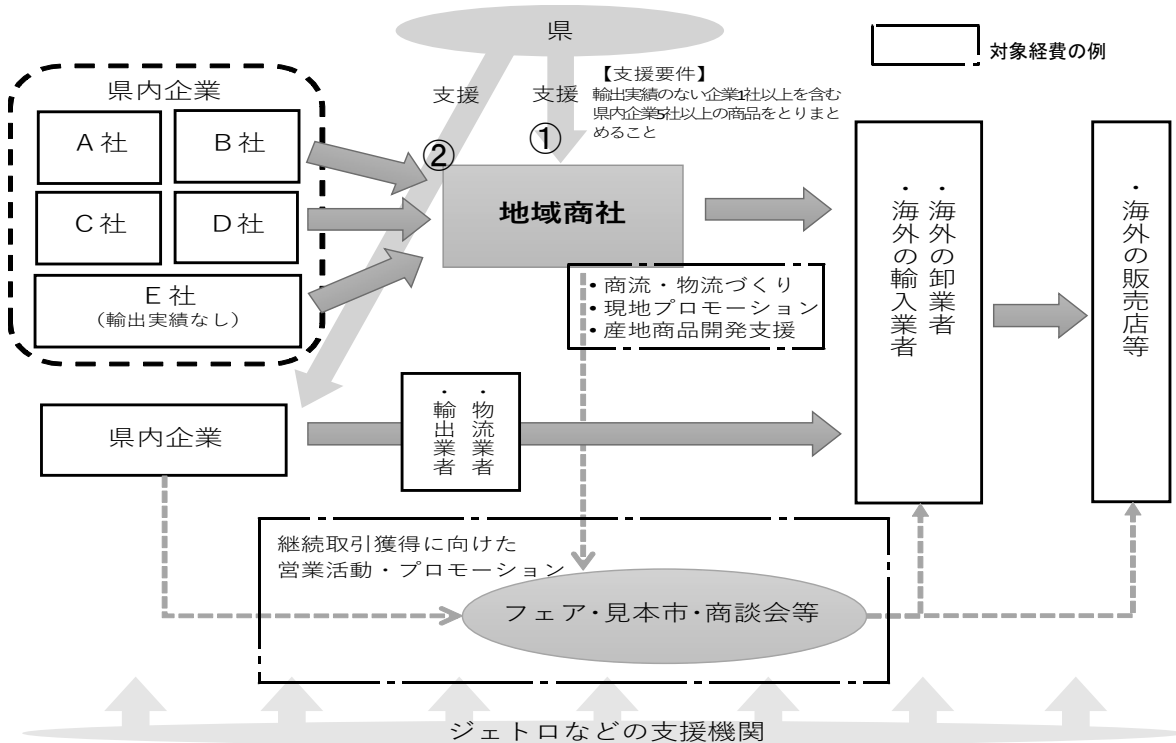 県
対象経費の例
県内企業
A社
B社
C社
D社
E社
(輸出実績なし)
支援
支援
【支援要件】
輸出実績のない企業1社以上を含む
県内企業5社以上の商品をとりまと
めること
②
①
地域商社
・商流・物流づくり
・現地プロモーション
・産地商品開発支援
・海外の卸業者
・海外の輸入業者
・海外の販売店等
県内企業
・物流業者
・輸出業者
継続取引獲得に向けた
営業活動・プロモーション
フェア・見本市・商談会等
ジェトロなどの支援機関